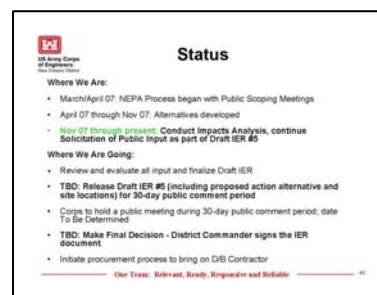 US Army Corps
of Engineers
New Orleans District
Status
Where We Are:
• March/April 07: NEPA Process began with Public Scoping Meetings
• April 07 through Nov 07: Alternatives developed
• Nov 07 through present: Conduct Impacts Analysis, continue
Solicitation of Public Input as part of Draft IER #5
Where We Are Going:
• Review and evaluate all input and finalize Draft IER
• TBD: Release Draft IER #5 (including proposed action alternative and
site locations) for 30-day public comment period
• Corps to hold a public meeting during 30-day public comment period; date
To Be Determined
• TBD: Make Final Decision - District Commander signs the IER
document
• Initiate procurement process to bring on D/B Contractor
One Team: Relevant, Ready, Responsive and Reliable